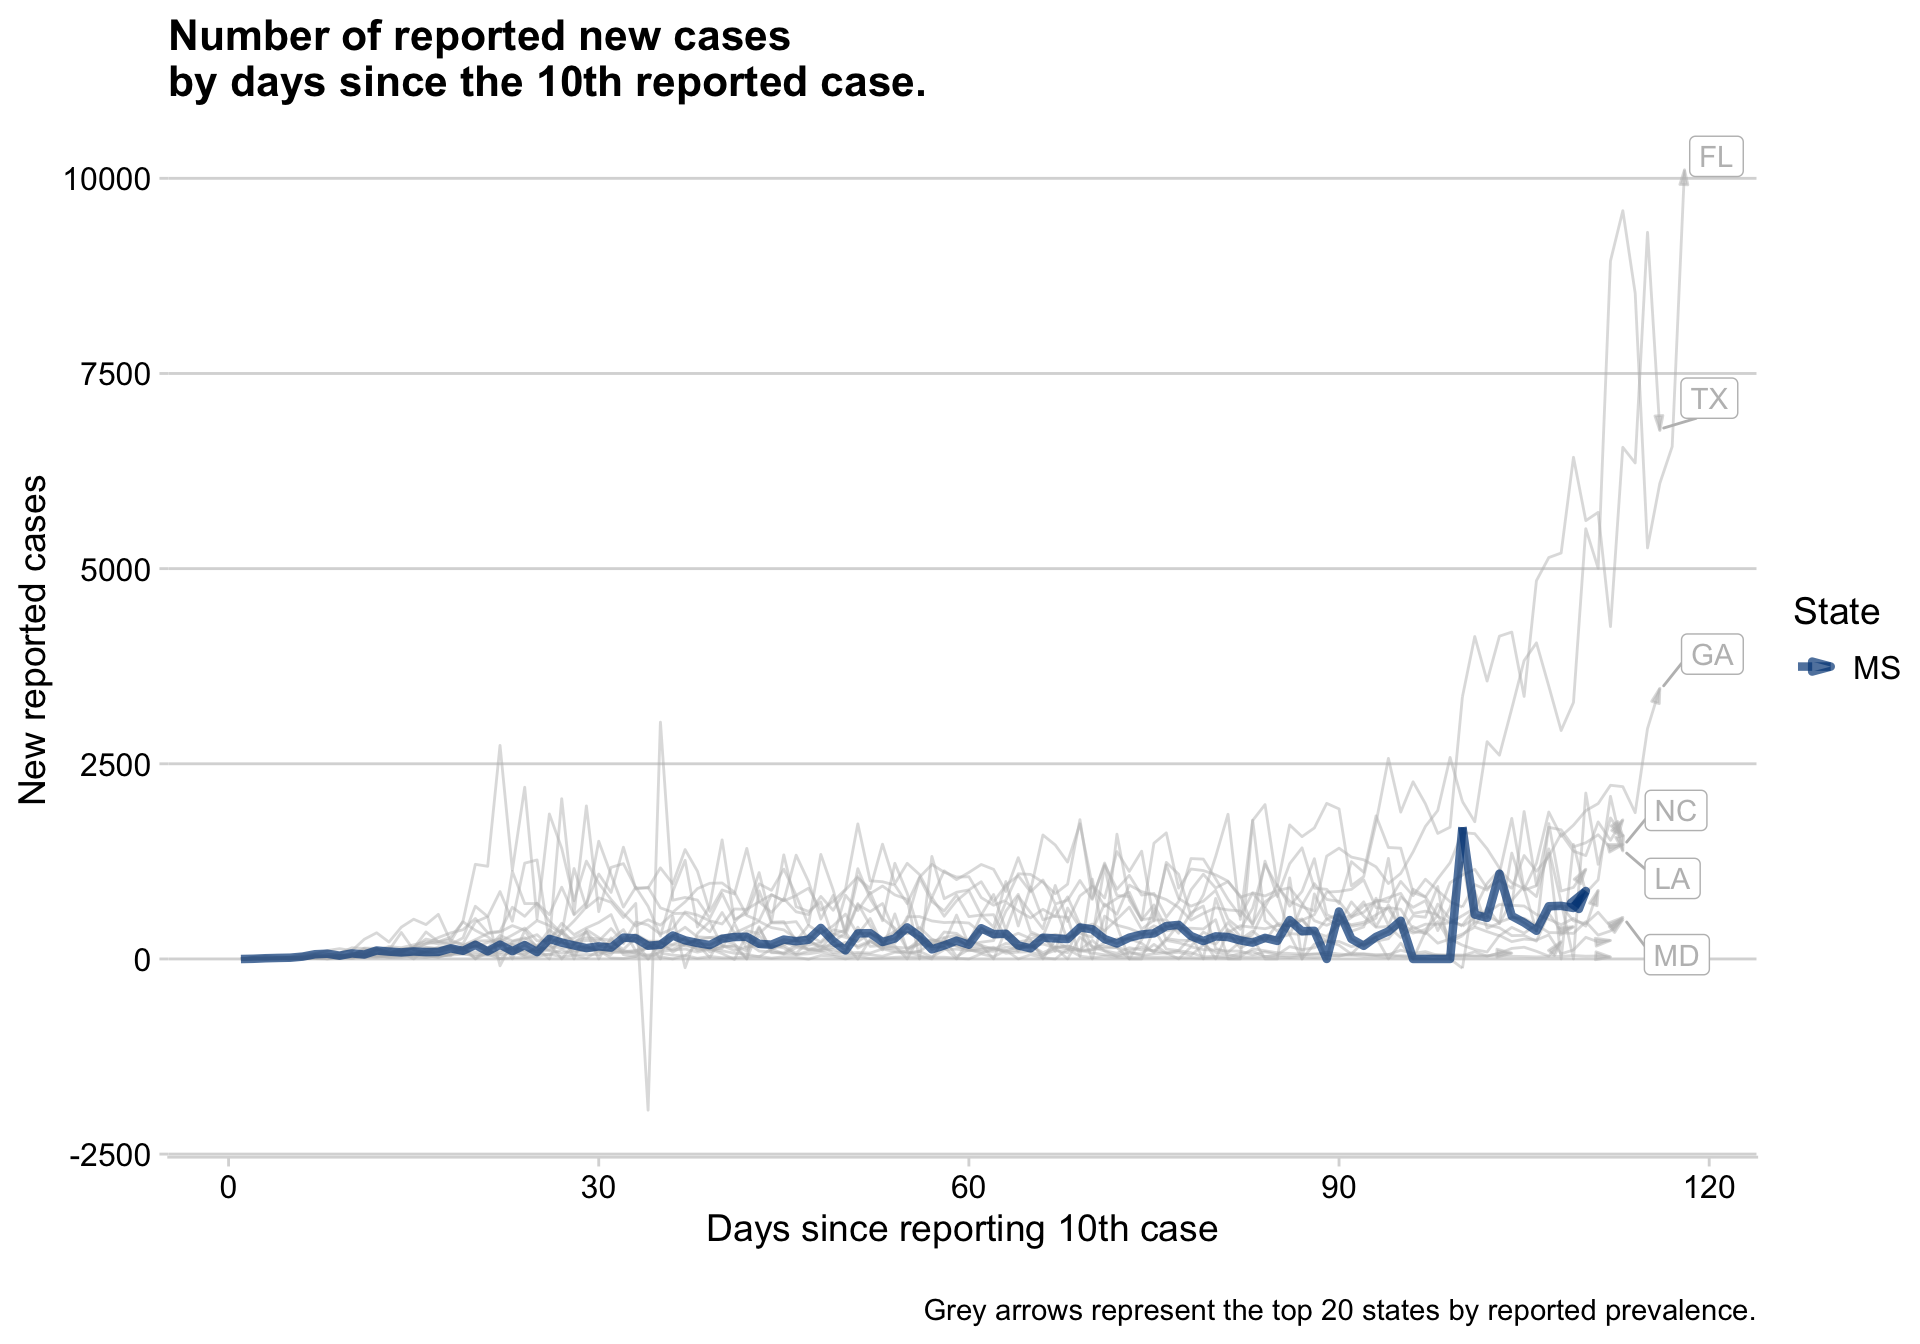 Number of reported new cases
by days since the 10th reported case.
New reported cases
10000
7500
5000
2500
0
-2500
FL
TX
GA
NC
LA
MD
State
MS
0 30 60 90 120
Days since reporting 10th case
Grey arrows represent the top 20 states by reported prevalence.